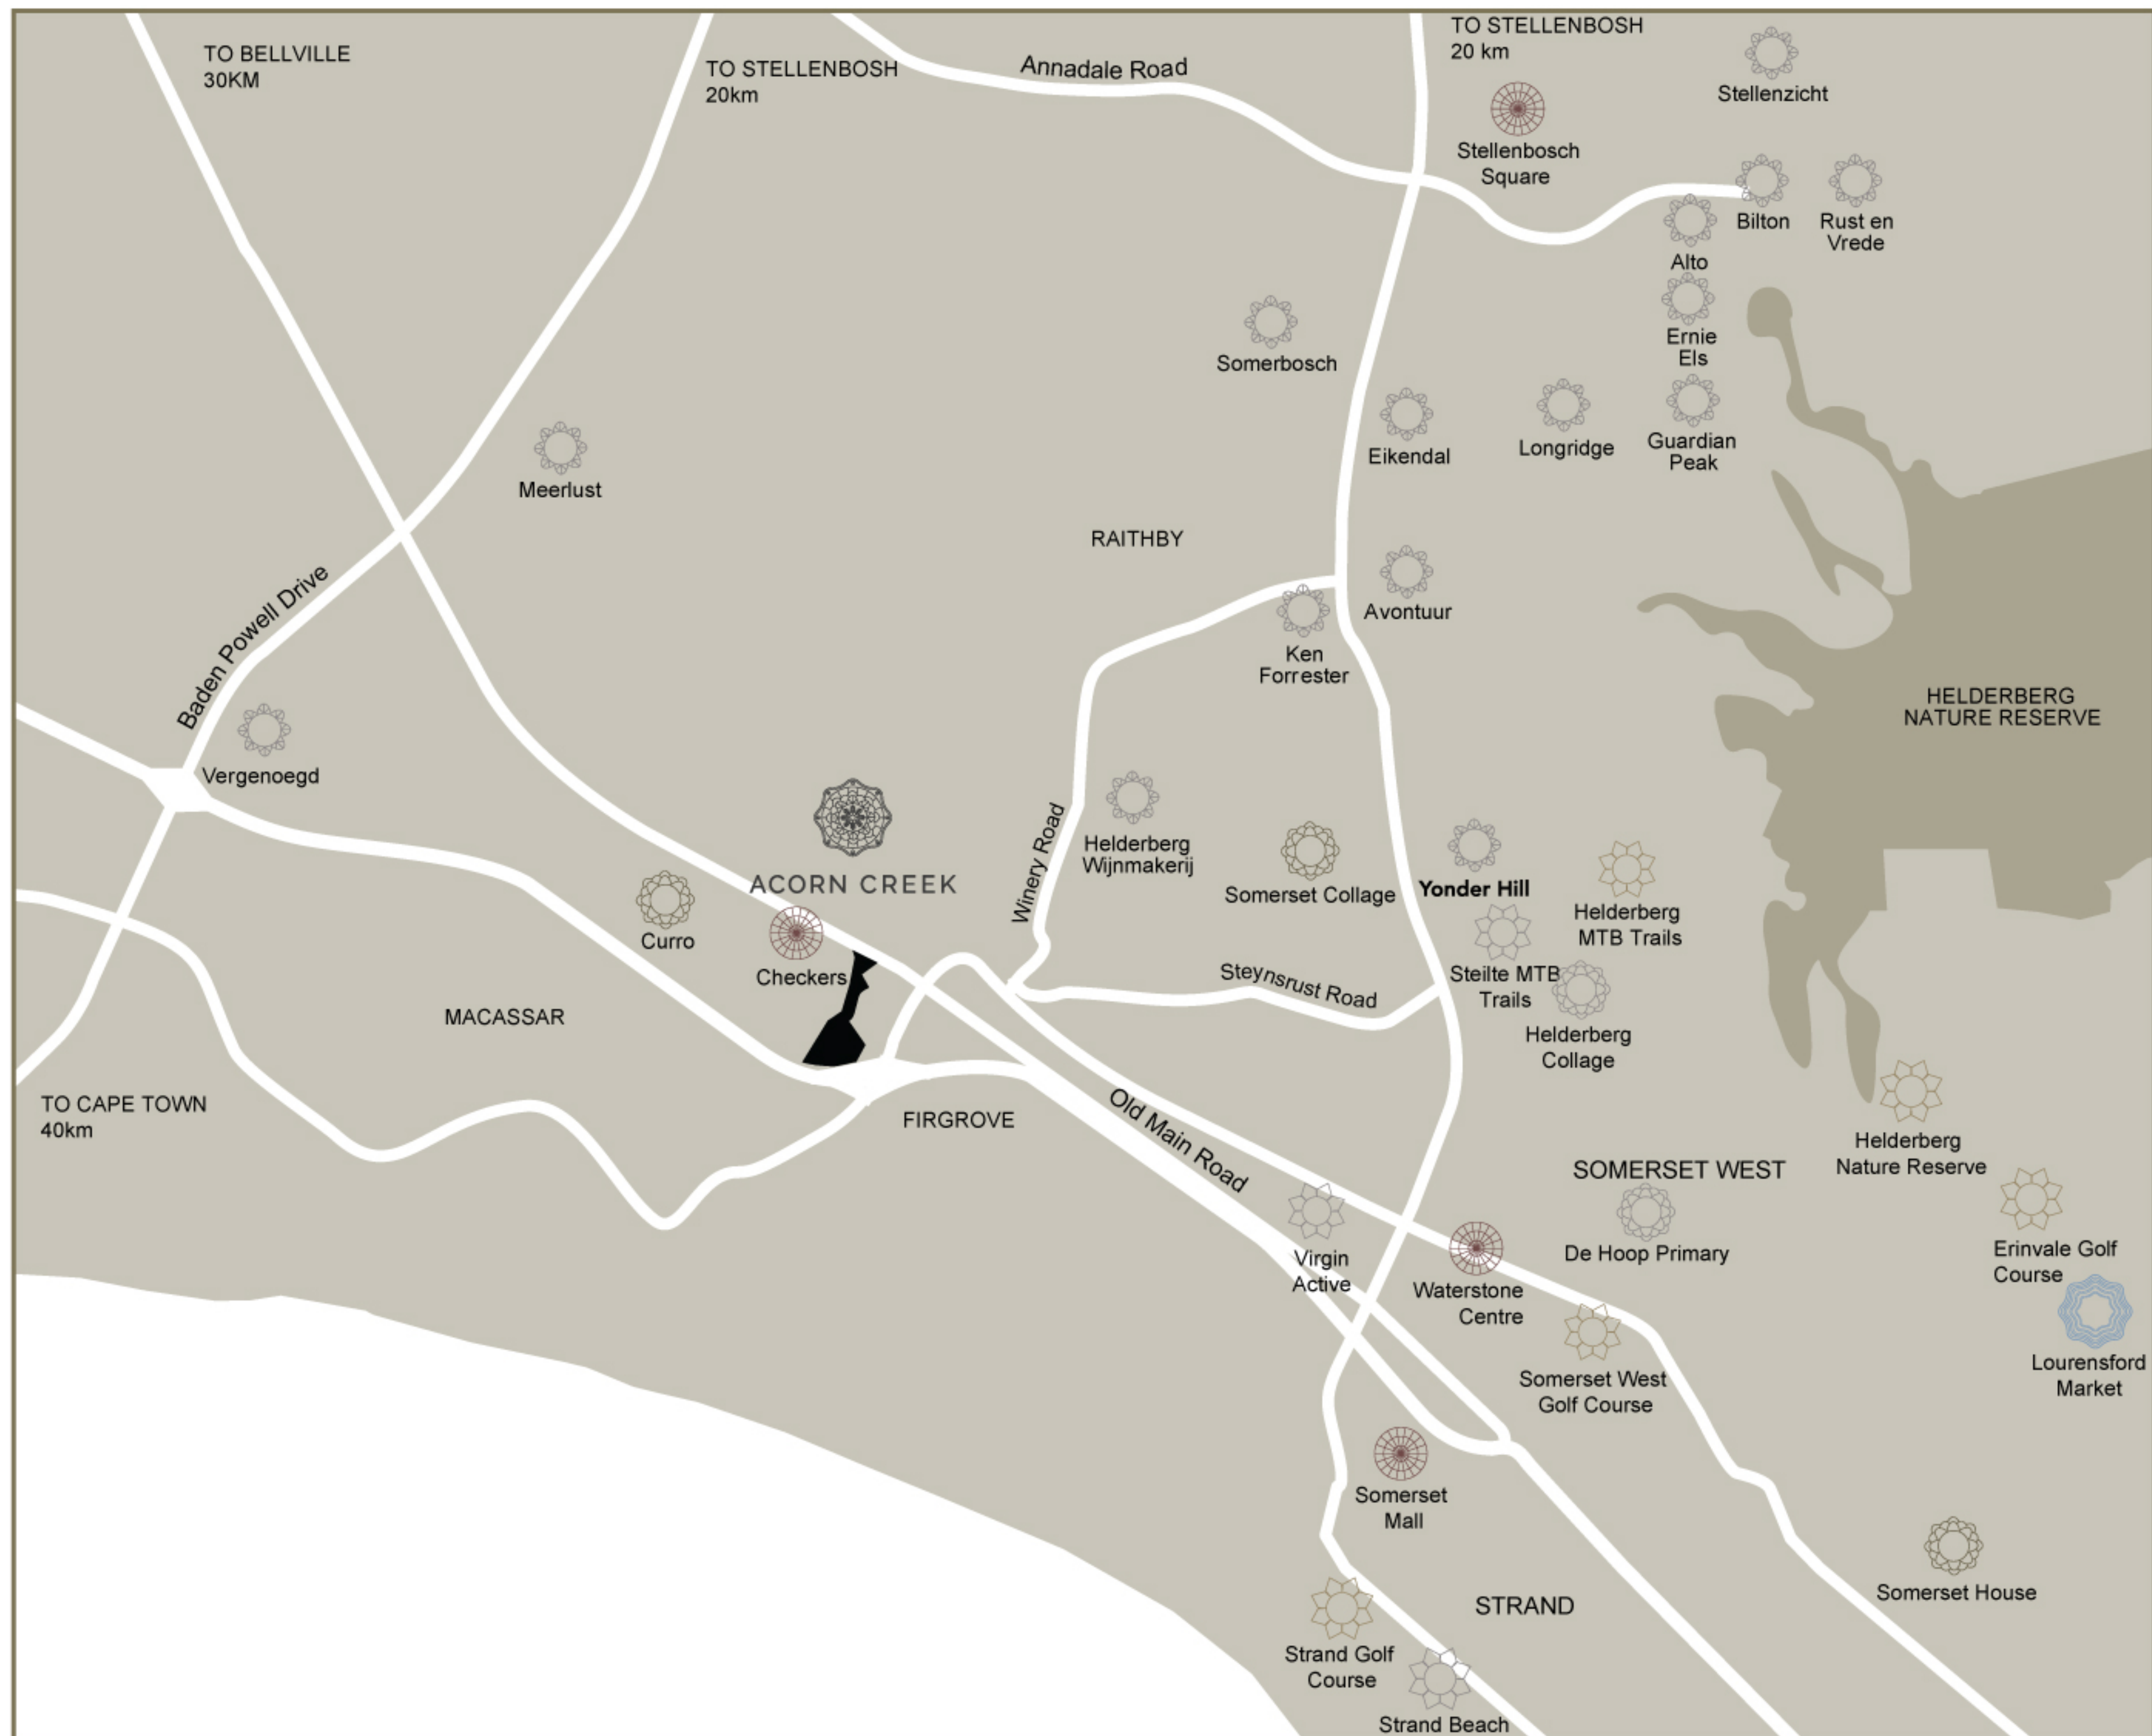 TO BELLVILLE
30KM
TO STELLENBOSH
20km
Annadale Road
TO STELLENBOSH
20 km
Stellenzicht
Stellenbosch
Square
Bilton
Rust en
Vrede
Alto
Ernie
Els
Somerbosch
Eikendal
Longridge
Guardian
Peak
Meerlust
RAITHBY
Baden Powell Drive
Avontuur
Ken
Forrester
HELDERBERG
NATURE RESERVE
Vergenoegd
ACORN CREEK
Winery Road
Helderberg
Wijnmakerij
Somerset Collage
Yonder Hill
Helderberg
MTB Trails
Curro
Checkers
Steynsrust Road
Steilte MTB
Trails
Helderberg
Collage
MACASSAR
TO CAPE TOWN
40km
FIRGROVE
Old Main Road
Helderberg
Nature Reserve
SOMERSET WEST
De Hoop Primary
Virgin
Active
Waterstone
Centre
Erinvale Golf
Course
Somerset West
Golf Course
Lourensford
Market
Somerset
Mall
Somerset House
STRAND
Strand Golf
Course
Strand Beach